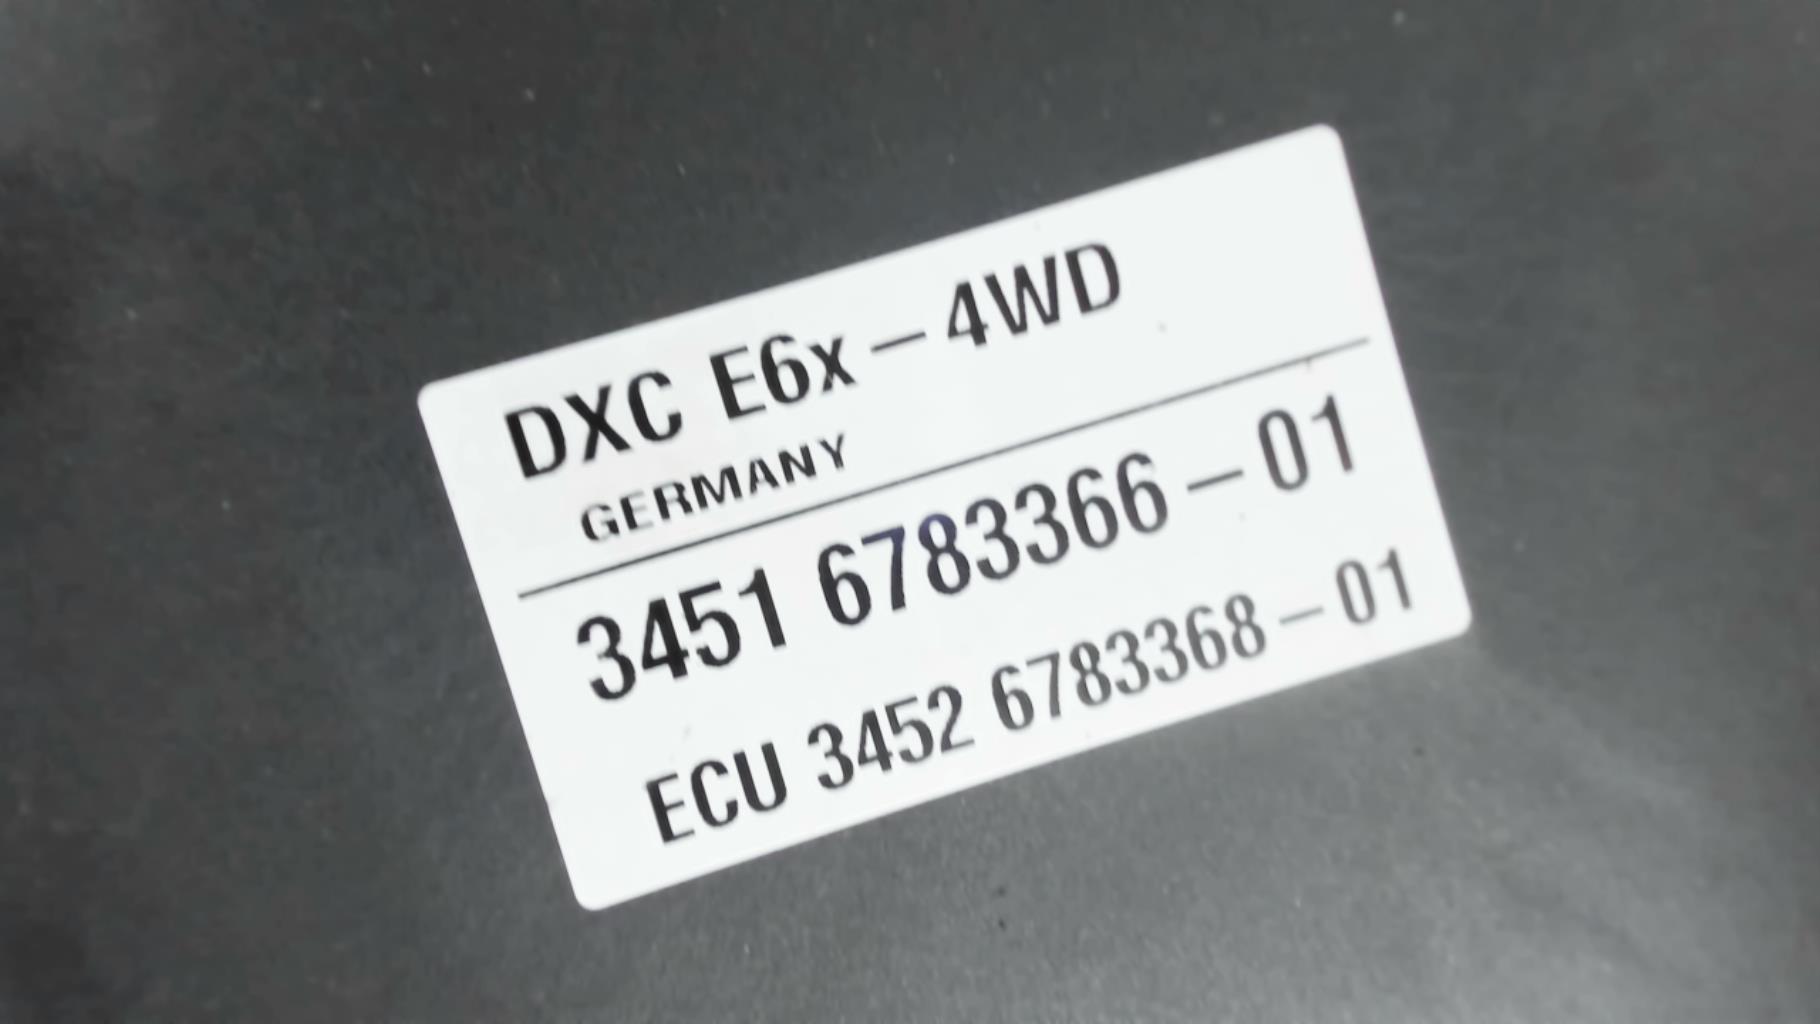 DXC E6x-4WD
GERMANY
3451 6783366-01
ECU 3452 6783368-01